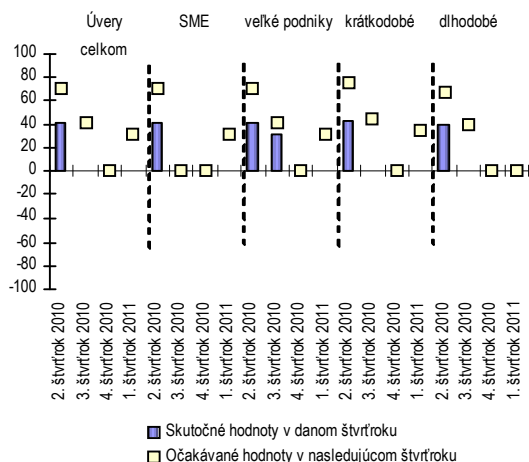 Úvery celkom
SME
veľké podniky
krátkodobé
dlhodobé
100
80
60
40
20
0
-20
-40
-60
-80
-100
2. štvrťrok 2010
3. štvrťrok 2010
4. štvrťrok 2010
1. štvrťrok 2011
2. štvrťrok 2010
3. štvrťrok 2010
4. štvrťrok 2010
1. štvrťrok 2011
2. štvrťrok 2010
3. štvrťrok 2010
4. štvrťrok 2010
1. štvrťrok 2011
2. štvrťrok 2010
3. štvrťrok 2010
4. štvrťrok 2010
1. štvrťrok 2011
2. štvrťrok 2010
3. štvrťrok 2010
4. štvrťrok 2010
1. štvrťrok 2011
Skutočné hodnoty v danom štvrťroku
Očakávané hodnoty v nasledujúcom štvrťroku